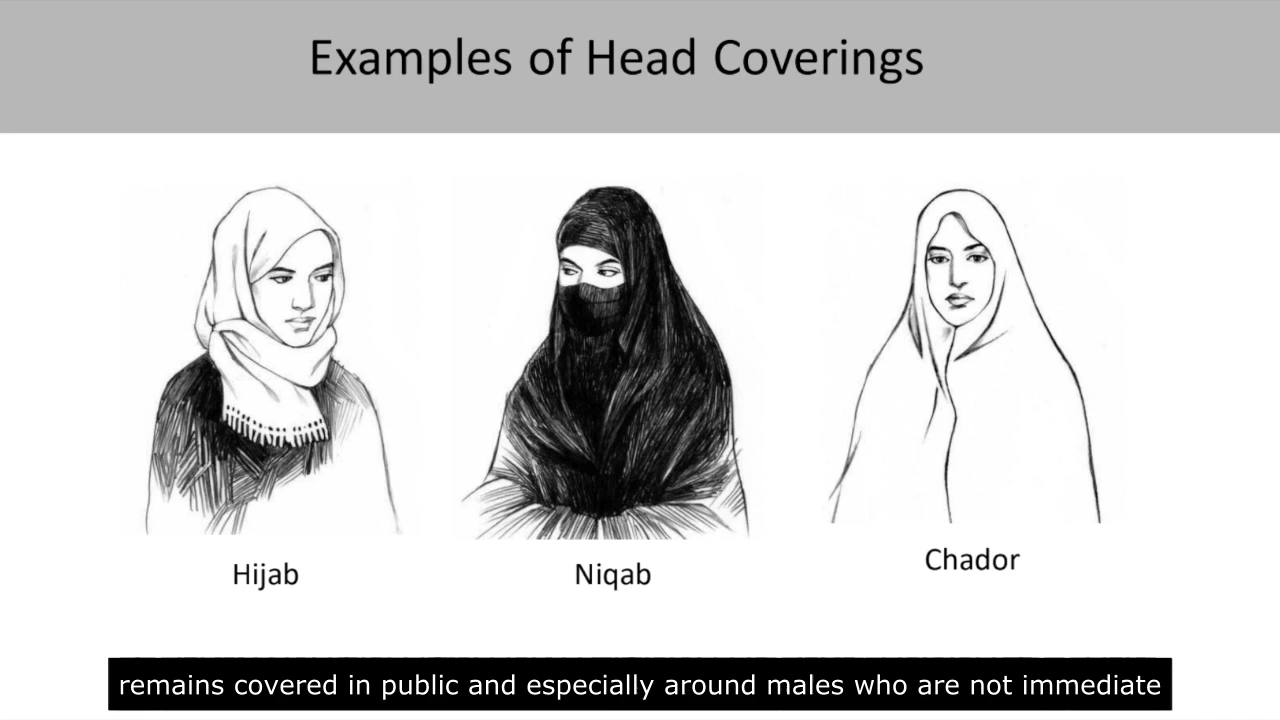 Examples of Head Coverings
Hijab
Niqab
Chador
remains covered in public and especially around males who are not immediate